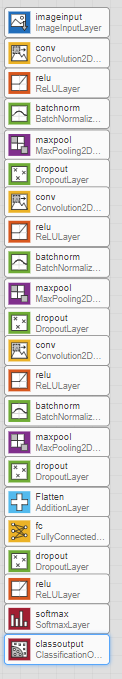 imageinput
ImageInputLayer
conv
Convolution2D...
relu
ReLULayer
batchnorm
BatchNormaliz...
maxpool
MaxPooling2D...
dropout
DropoutLayer
conv
Convolution2D...
relu
ReLULayer
batchnorm
BatchNormaliz...
maxpool
MaxPooling2D...
dropout
DropoutLayer
conv
Convolution2D...
relu
ReLULayer
batchnorm
BatchNormaliz...
maxpool
MaxPooling2D...
dropout
DropoutLayer
Flatten
AdditionLayer
fc
FullyConnected...
dropout
DropoutLayer
relu
ReLULayer
softmax
SoftmaxLayer
classoutput
ClassificationO...